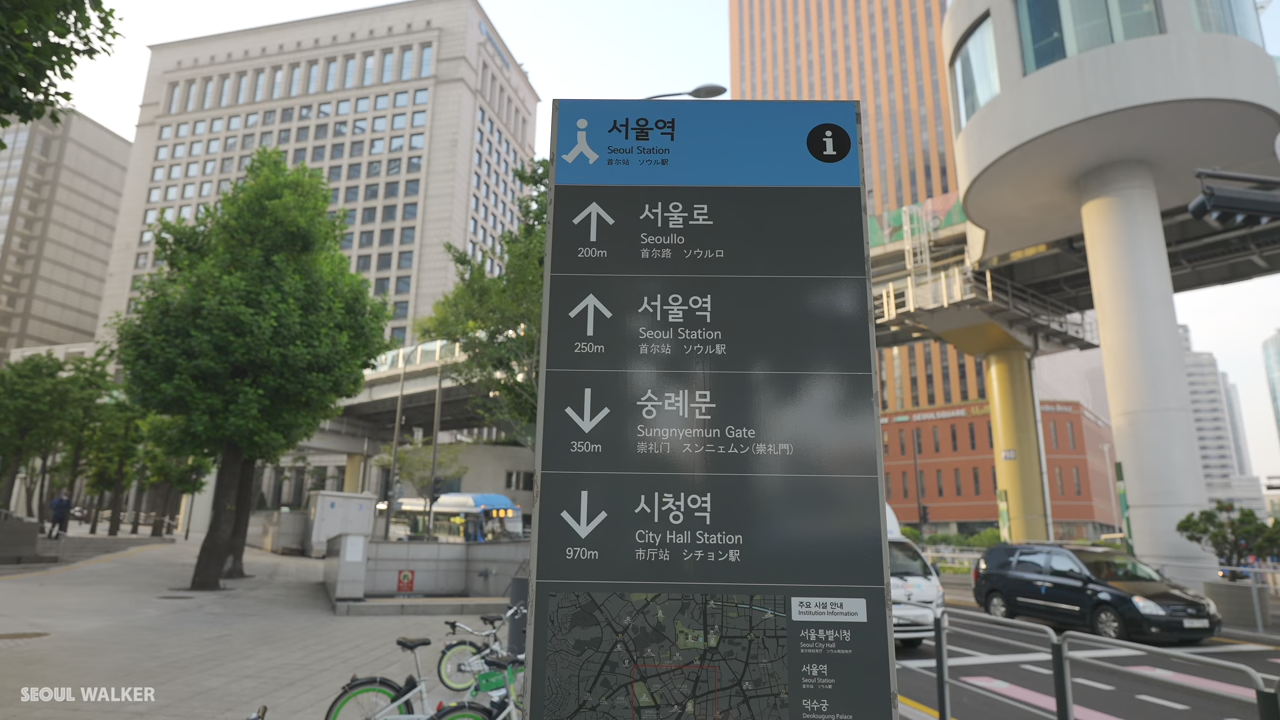 서울역
Seoul Station
首尔站 ソウル駅
i
서울로
Seoullo
首尔路 ソウルロ
200m
서울역
Seoul Station
首尔站 ソウル駅
250m
숭례문
Sungnyemun Gate
崇礼门 スンニェムン(崇礼門)
350m
시청역
City Hall Station
市厅站 シチョン駅
970m
주요 시설 안내
Institution Information
서울특별시청
Seoul City Hall
서울역
Seoul Station
덕수궁
Deoksugung Palace
SEOULSQUARE
SEOUL WALKER